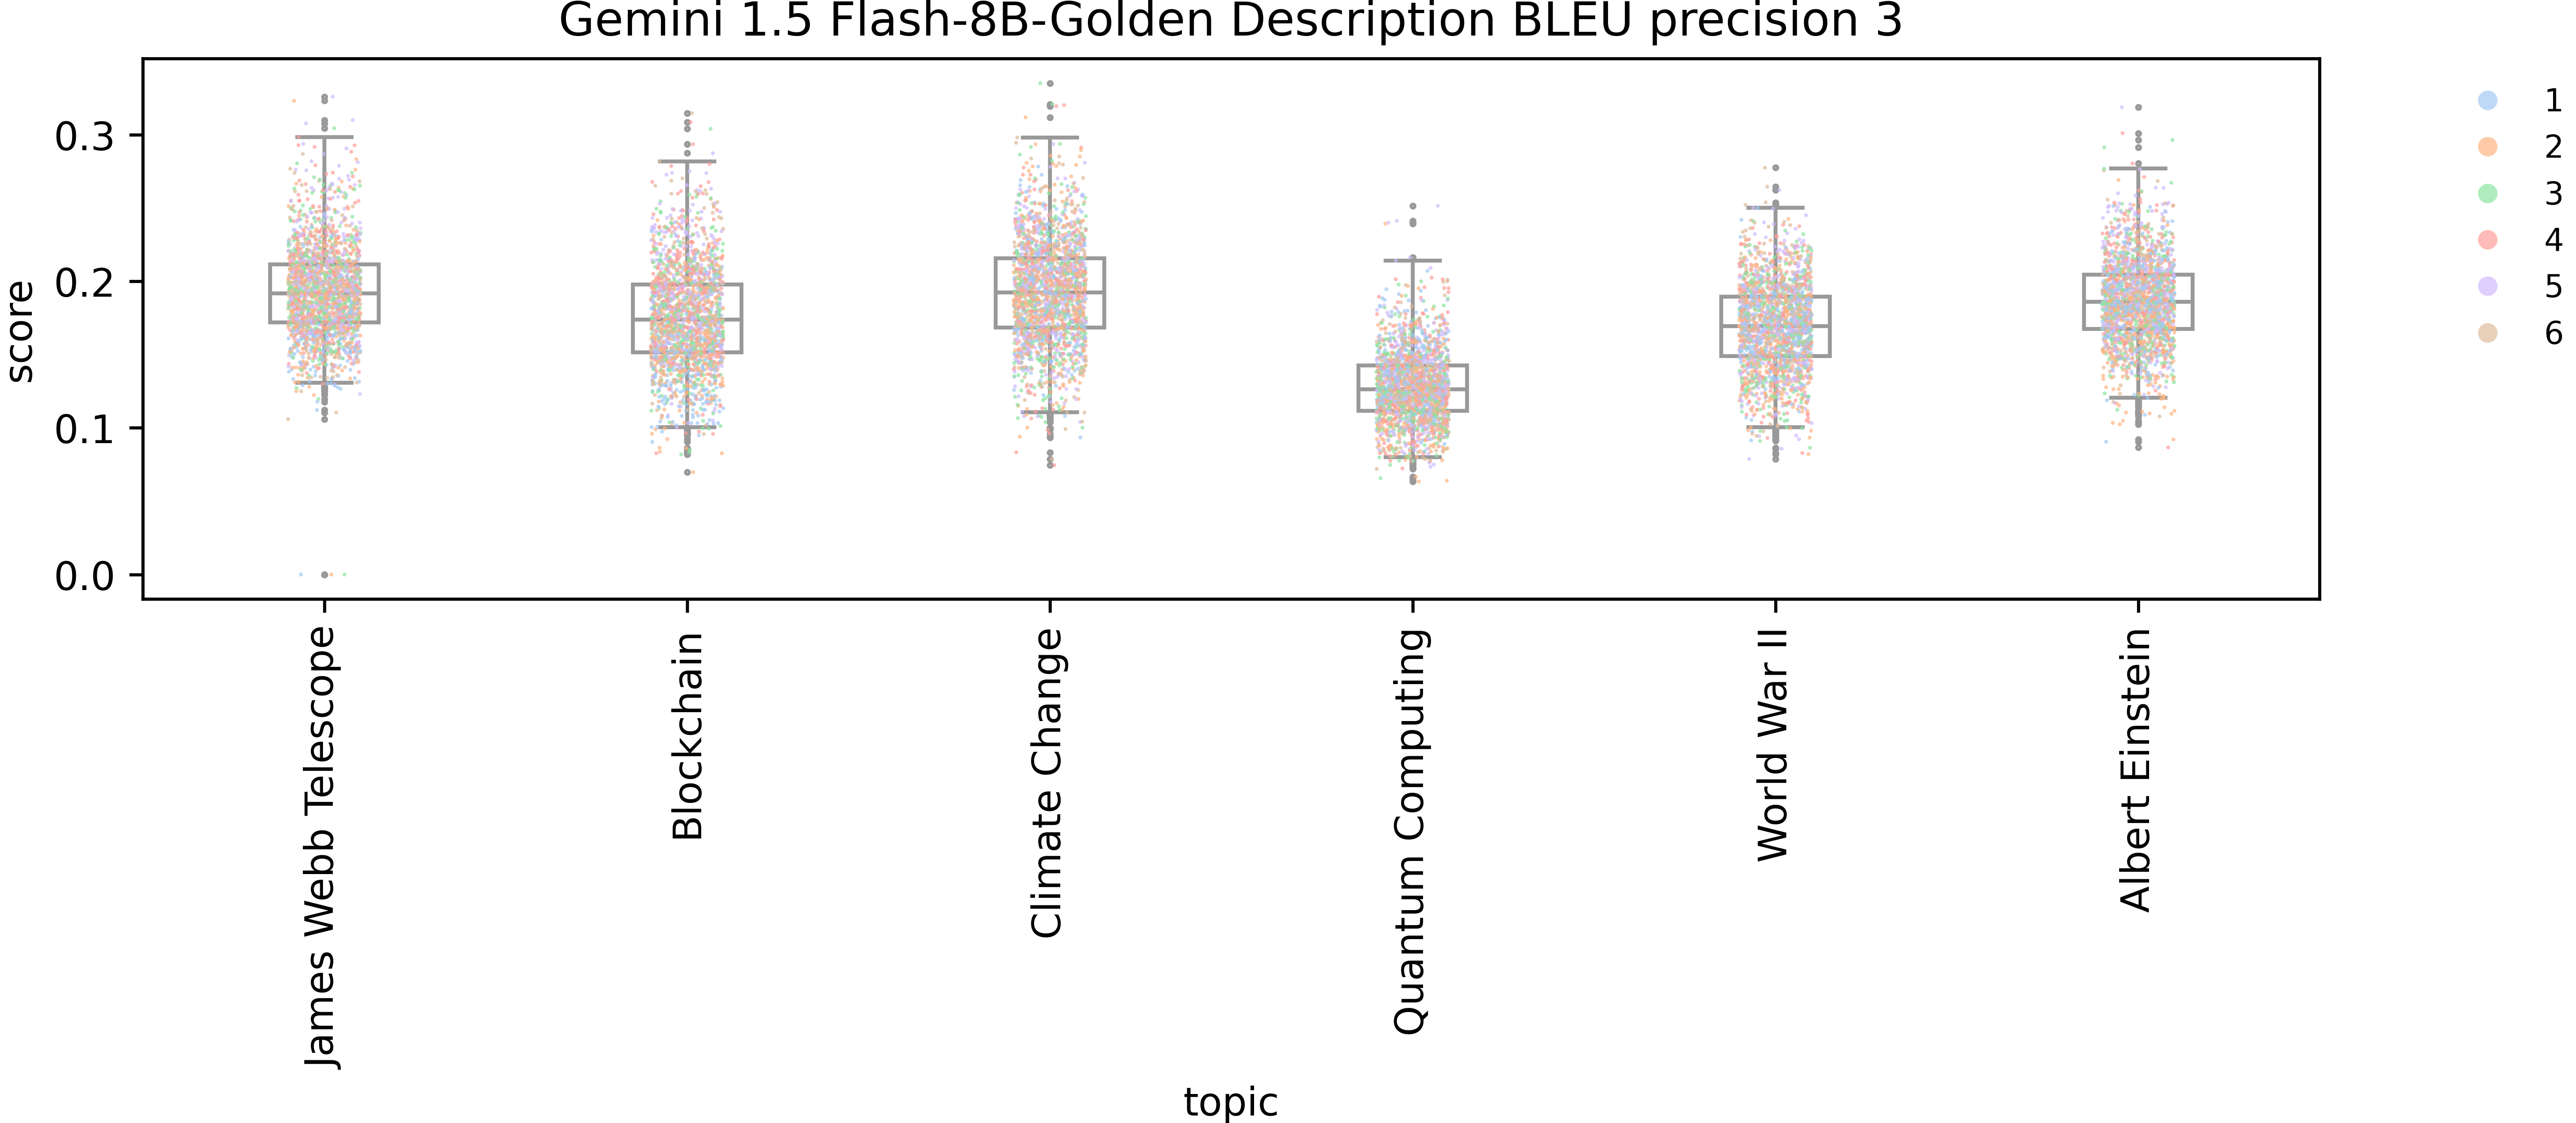 Gemini 1.5 Flash-8B-Golden Description BLEU precision 3
score
0.3
0.2
0.1
0.0
1
2
3
4
5
6
James Webb Telescope
Blockchain
Climate Change
Quantum Computing
World War II
Albert Einstein
topic